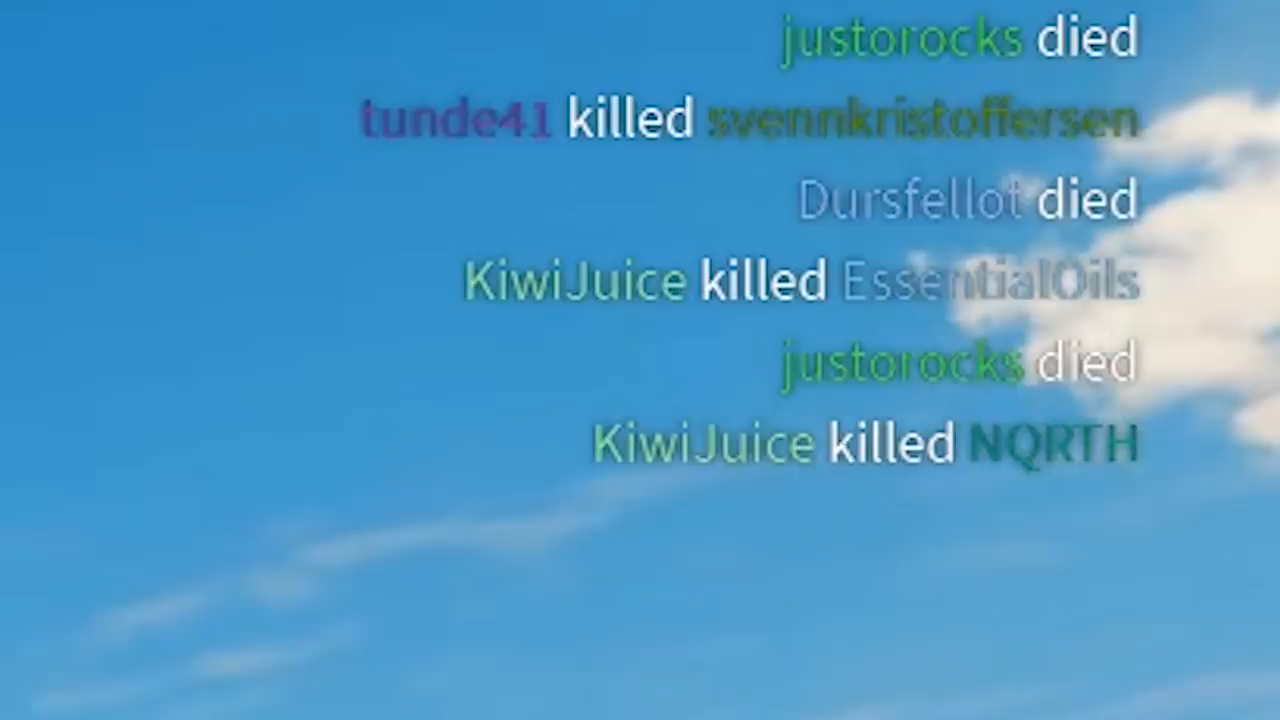 justorocks died
tunde41 killed svennkristoffersen
Dursfellot died
KiwiJuice killed EssentialOils
justorocks died
KiwiJuice killed NQRTH